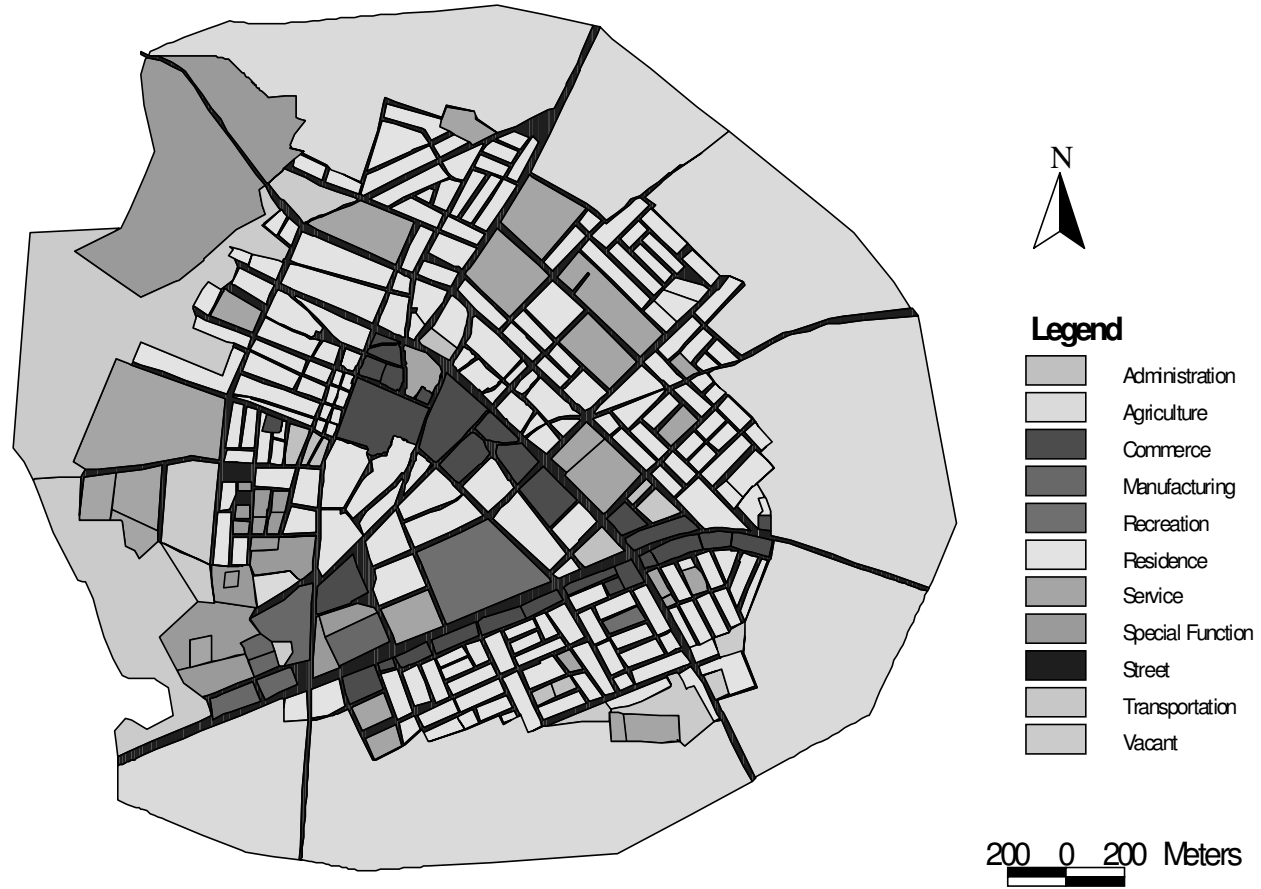 N
Legend
Administration
Agriculture
Commerce
Manufacturing
Recreation
Residence
Service
Special Function
Street
Transportation
Vacant
200 0 200 Meters